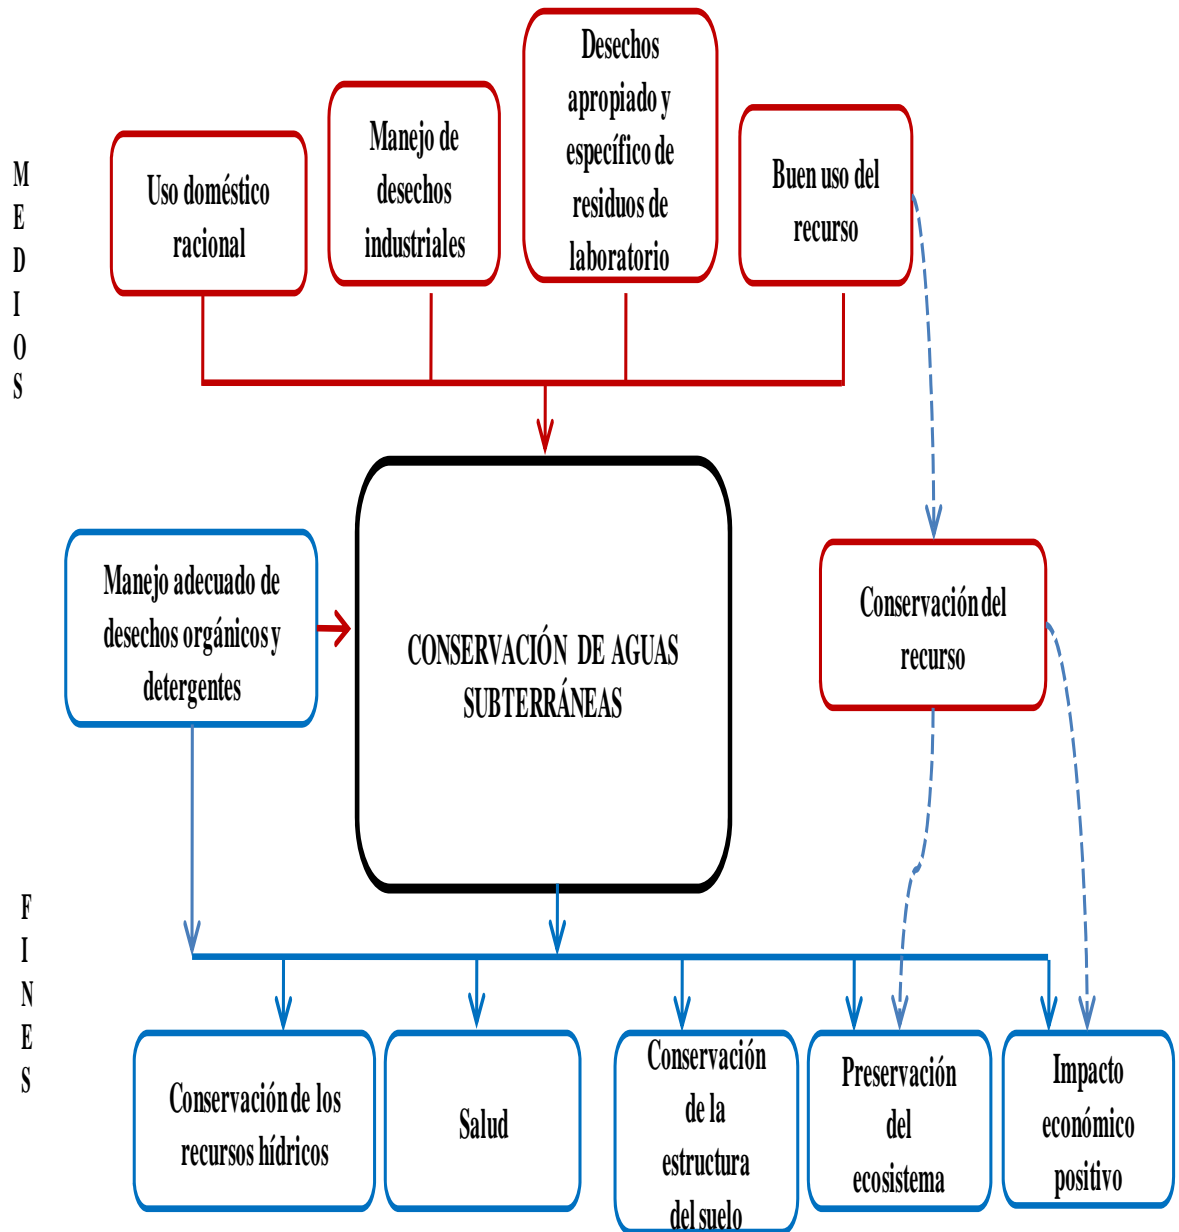 MEDIOS
Uso doméstico
racional
Manejo de
desechos
industriales
Desechos
apropiado y
específico de
residuos de
laboratorio
Buen uso del
recurso
Manejo adecuado de
desechos orgánicos y
detergentes
CONSERVACIÓN DE AGUAS
SUBTERRÁNEAS
Conservación del
recurso
FINES
Conservación de los
recursos hídricos
Salud
Conservación
de la
estructura
del suelo
Preservación
del
ecosistema
Impacto
económico
positivo